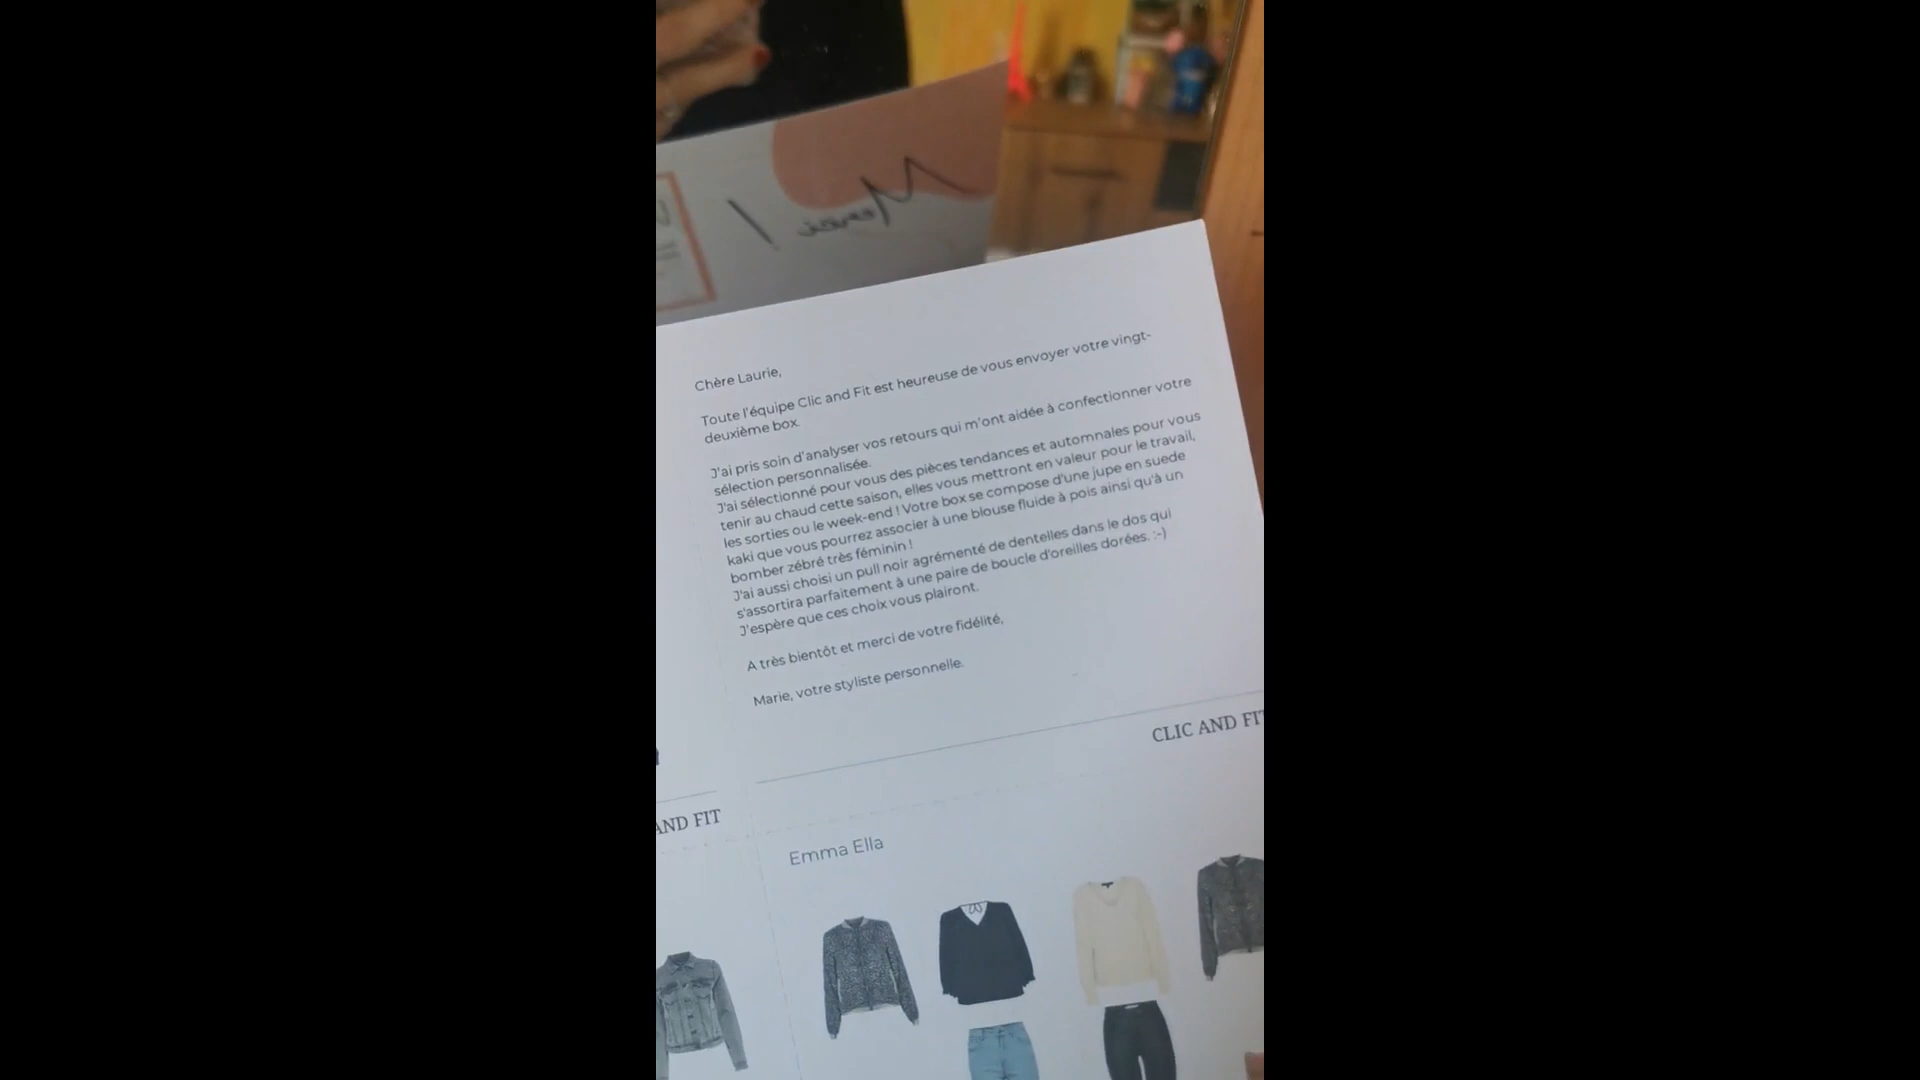 Merci !
Chère Laurie,
Toute l'équipe Clic and Fit est heureuse de vous envoyer votre vingt-
deuxième box.
J'ai pris soin d'analyser vos retours qui m'ont aidée à confectionner votre
sélection personnalisée.
J'ai sélectionné pour vous des pièces tendances et automnales pour vous
tenir au chaud cette saison, elles vous mettront en valeur pour le travail,
les sorties ou le week-end ! Votre box se compose d'une jupe en suede
kaki que vous pourrez associer à une blouse fluide à pois ainsi qu'à un
bomber zébré très féminin !
J'ai aussi choisi un pull noir agrémenté de dentelles dans le dos qui
s'assortira parfaitement à une paire de boucle d'oreilles dorées. :-)
J'espère que ces choix vous plairont.
A très bientôt et merci de votre fidélité,
Marie, votre styliste personnelle.
CLIC AND FIT
AND FIT
Emma Ella